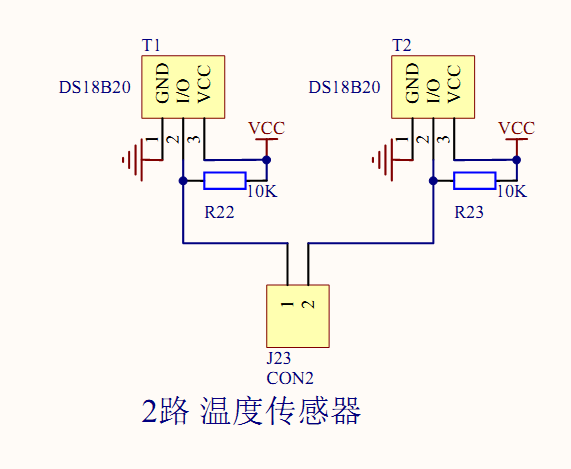 T1
T2
DS18B20
GND
I/O
VCC
DS18B20
GND
I/O
VCC
1
2
3
VCC
1
2
3
VCC
10K
10K
R22
R23
1
2
J23
CON2
2路 温度传感器